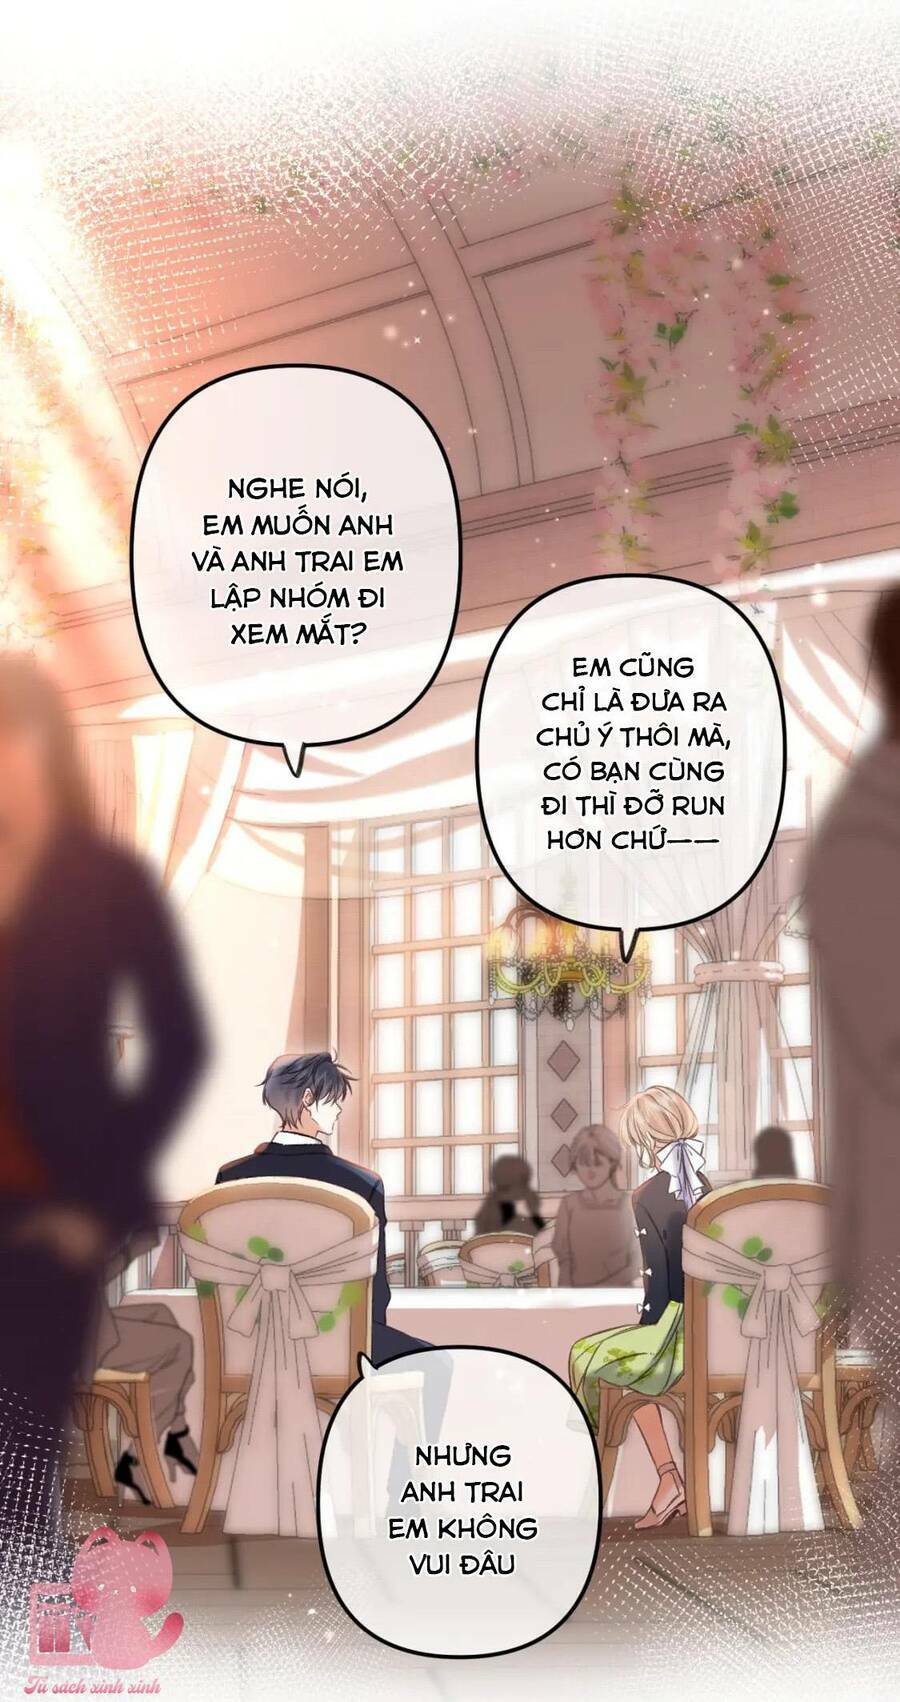 NGHE NÓI,
EM MUỐN ANH
VÀ ANH TRAI EM
LẬP NHÓM ĐI
XEM MẮT?
EM CŨNG
CHỈ LÀ ĐƯA RA
CHỦ Ý THÔI MÀ,
CÓ BẠN CÙNG
ĐI THÌ ĐỠ RUN
HƠN CHỨ——
NHƯNG
ANH TRAI
EM KHÔNG
VUI ĐÂU
Tủ sách xinh xinh